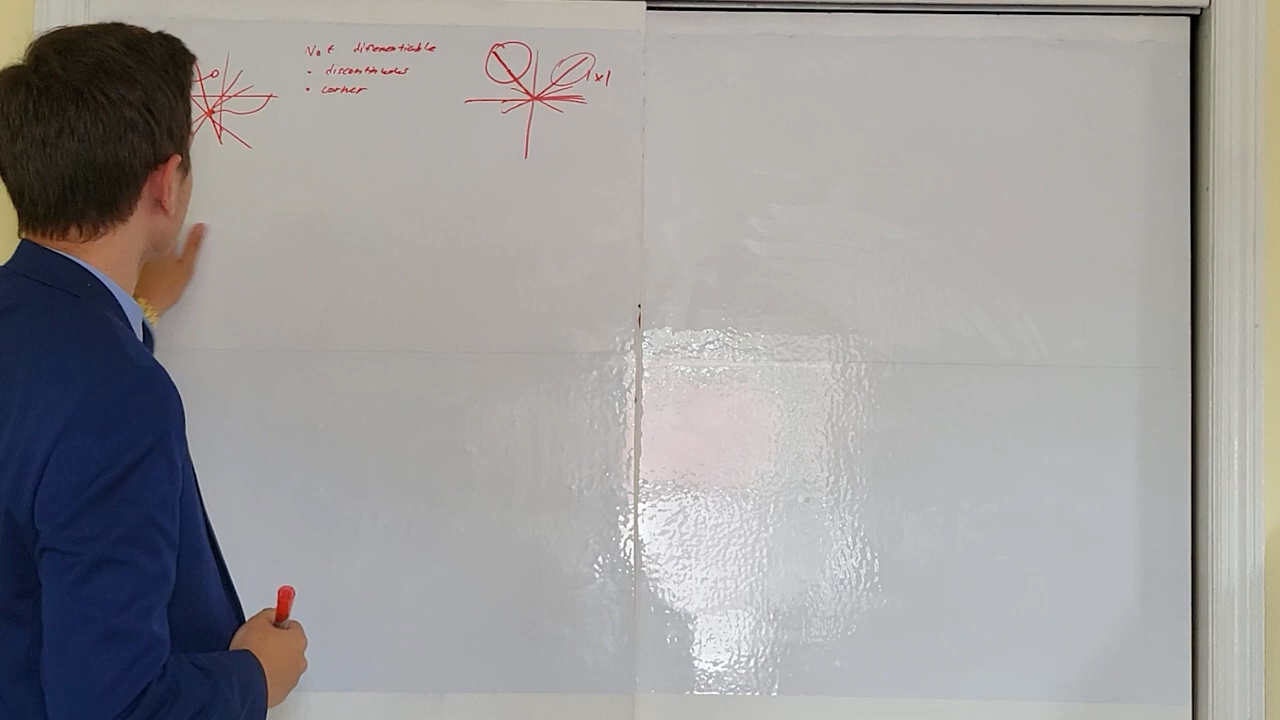 Not differentiable
- discontinuous
• corner
|x|